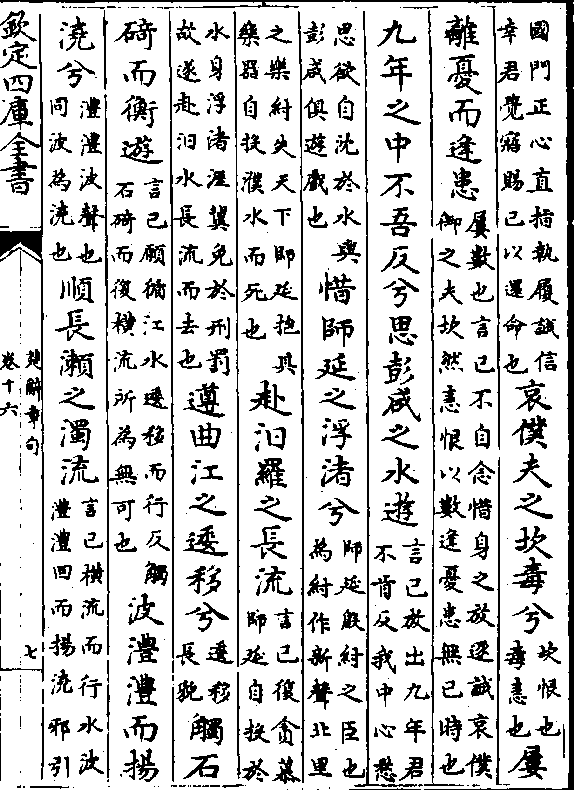 國門正心直指執履誠信
幸君覺寤賜己以還命也
哀僕夫之坎毒兮
坎恨也
毒恚也
屢
離憂而逢患
屢數也言己不自念惜身之放逐誠哀僕
御之夫坎然恚恨以數逢憂患無已時也
九年之中不吾反兮思彭咸之水遊
言己放出九年君
不肯反我中心愁
思欲自沈於水與
彭咸俱遊戲也
惜師延之浮渚兮
師延殷紂之臣也
為紂作新聲北里
之樂紂失天下師延抱其
樂器自投濮水而死也
赴汨羅之長流
言己復貪慕
師延自投於
水身浮渚涯冀免於刑罰
故遂赴汨水長流而去也
遵曲江之逶移兮
逶移
長貌
觸石
碕而衡遊
言己願循江水逶移而行反觸
石碕而復橫流所為無可也
波澧澧而揚
澆兮
澧澧波聲也
回波為澆也
順長瀨之濁流
言己橫流而行水波
澧澧回而揚澆邪引
欽定四庫全書
楚辭章句
卷十六
七